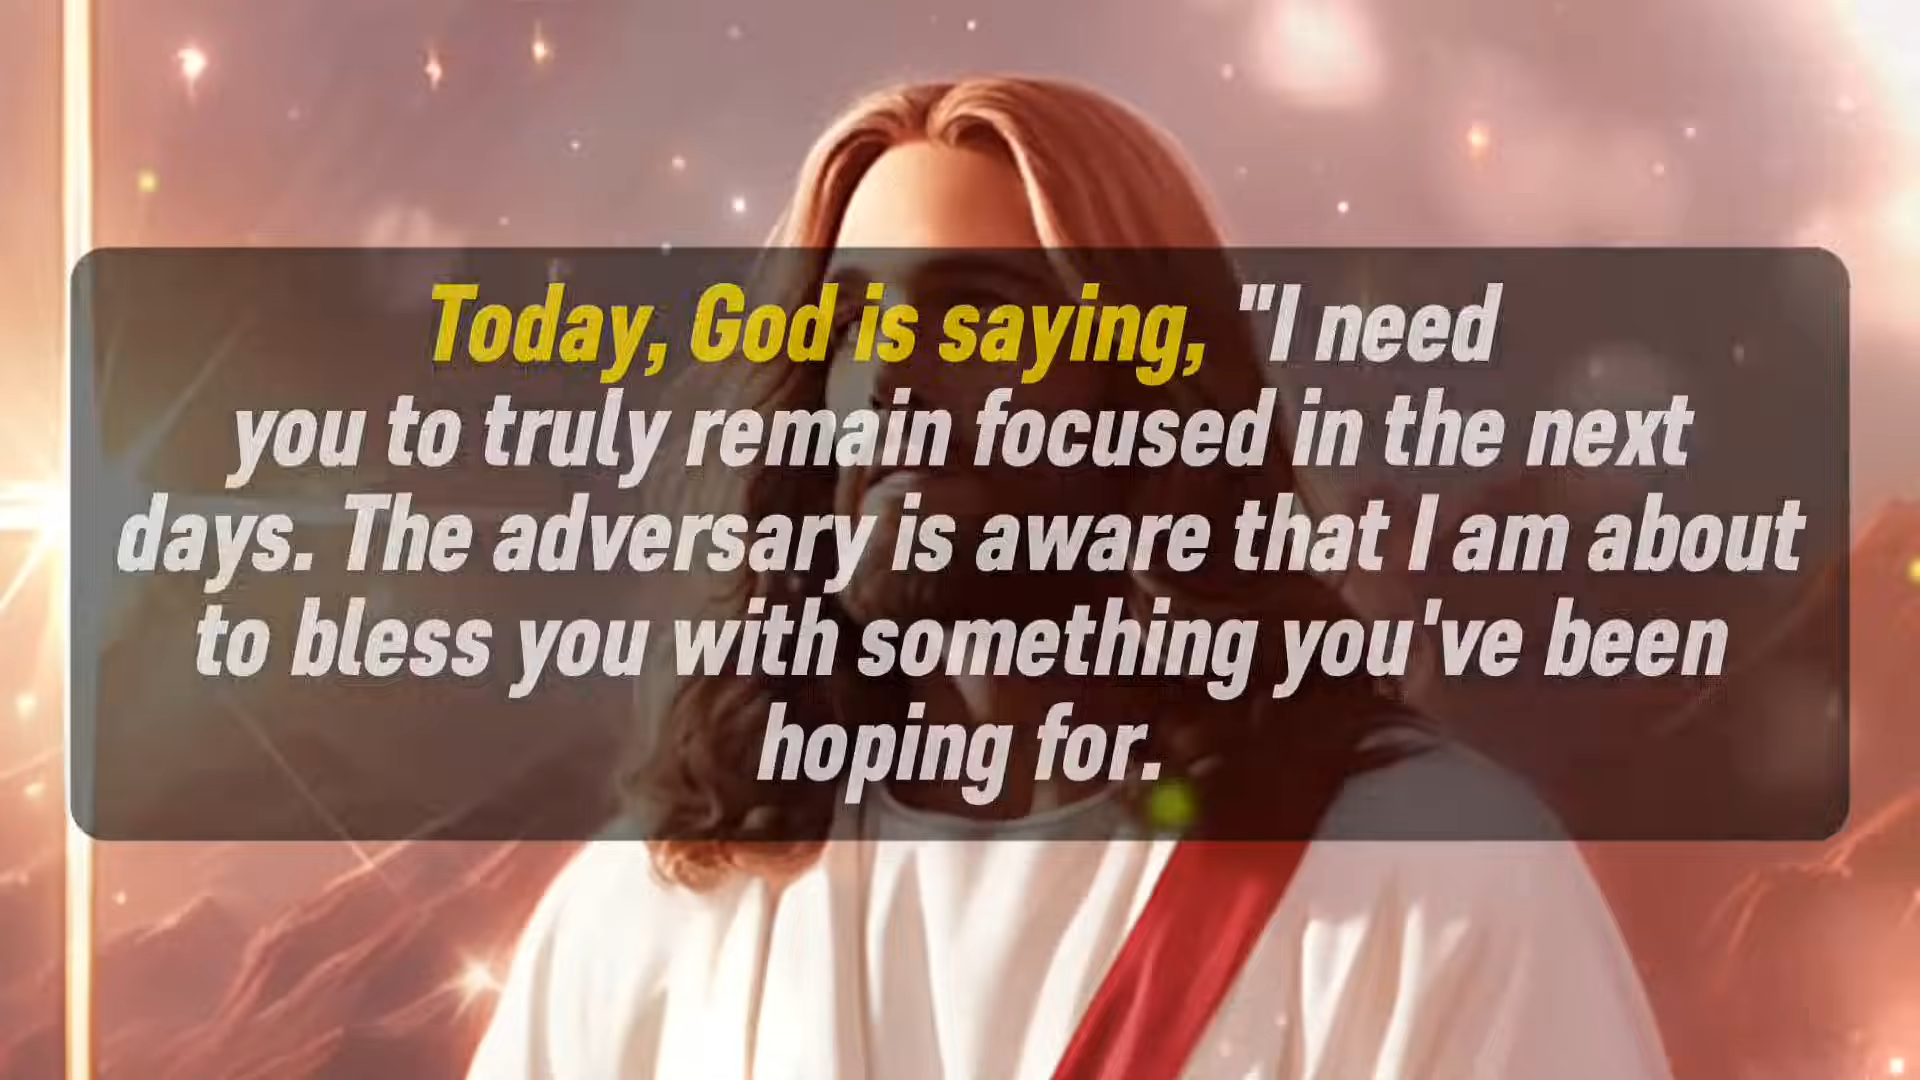 Today, God is saying, "I need
you to truly remain focused in the next
days. The adversary is aware that I am about
to bless you with something you've been
hoping for.